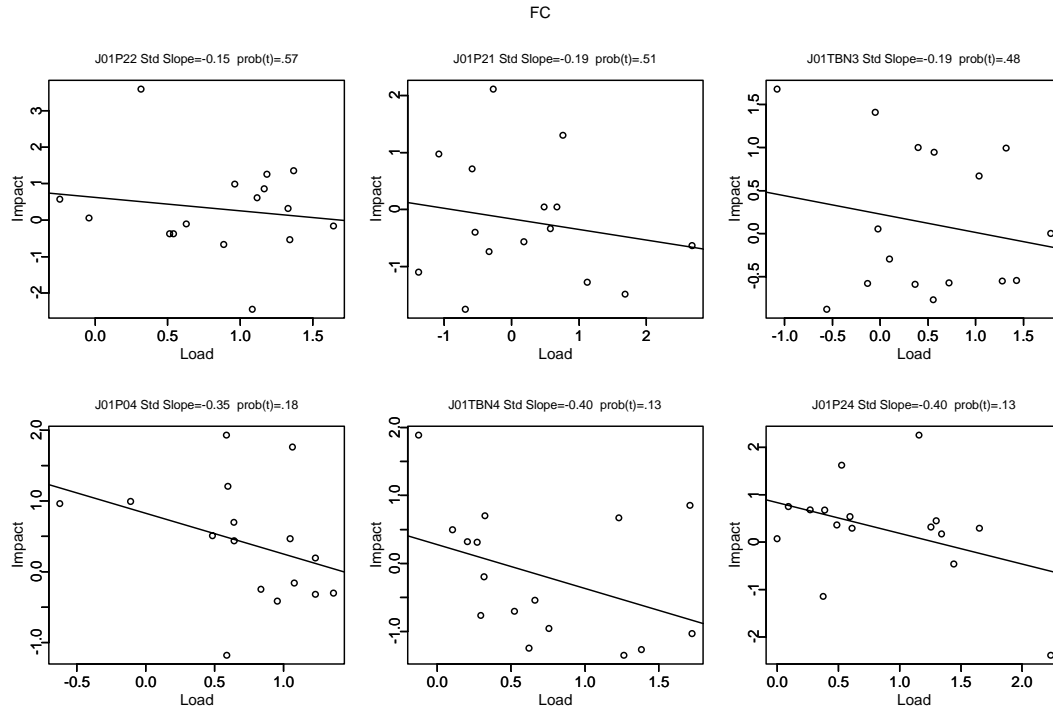 FC
J01P22 Std Slope=-0.15 prob(t)=.57
Impact
3
2
1
0
-1
-2
0.0 0.5 1.0 1.5
Load
J01P21 Std Slope=-0.19 prob(t)=.51
Impact
2
1
0
-1
-1 0 1 2
Load
J01TBN3 Std Slope=-0.19 prob(t)=.48
Impact
1.5
1.0
0.5
0.0
-0.5
-1.0 -0.5 0.0 0.5 1.0 1.5
Load
J01P04 Std Slope=-0.35 prob(t)=.18
Impact
2.0
1.0
0.0
-1.0
-0.5 0.0 0.5 1.0
Load
J01TBN4 Std Slope=-0.40 prob(t)=.13
Impact
2.0
1.0
0.0
-1.0
0.0 0.5 1.0 1.5
Load
J01P24 Std Slope=-0.40 prob(t)=.13
Impact
2
1
0
-1
-2
0.0 0.5 1.0 1.5 2.0
Load